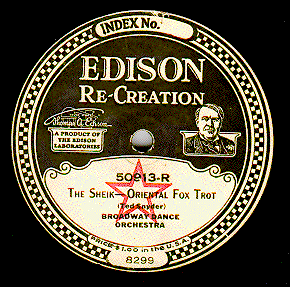 INDEX No.
EDISON
RE-CREATION
Thomas A. Edison
A PRODUCT OF
THE EDISON
LABORATORIES
50913-R
THE SHEIK—ORIENTAL FOX TROT
(Ted Snyder)
BROADWAY DANCE
ORCHESTRA
PRICE $1.00 in the U.S.A.
8299